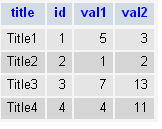 title id val1 val2
Title1 1 5 3
Title2 2 1 2
Title3 3 7 13
Title4 4 4 11